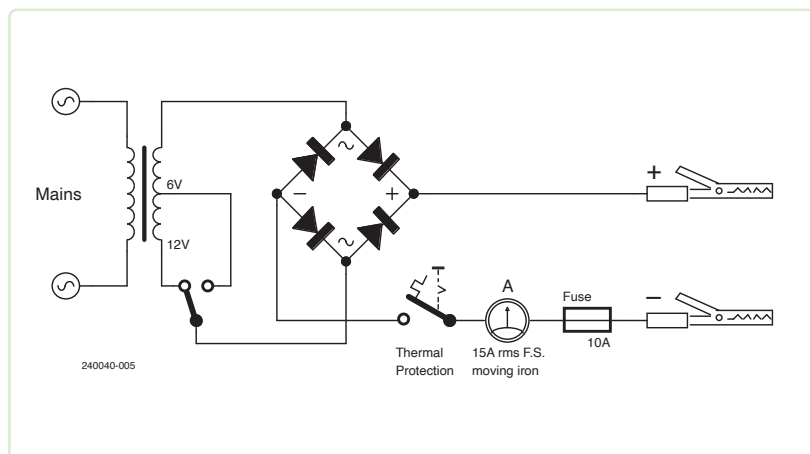 Mains
6V
12V
~
−
+
~
+
−
A
Fuse
10A
Thermal
Protection
15A rms F.S.
moving iron
240040-005